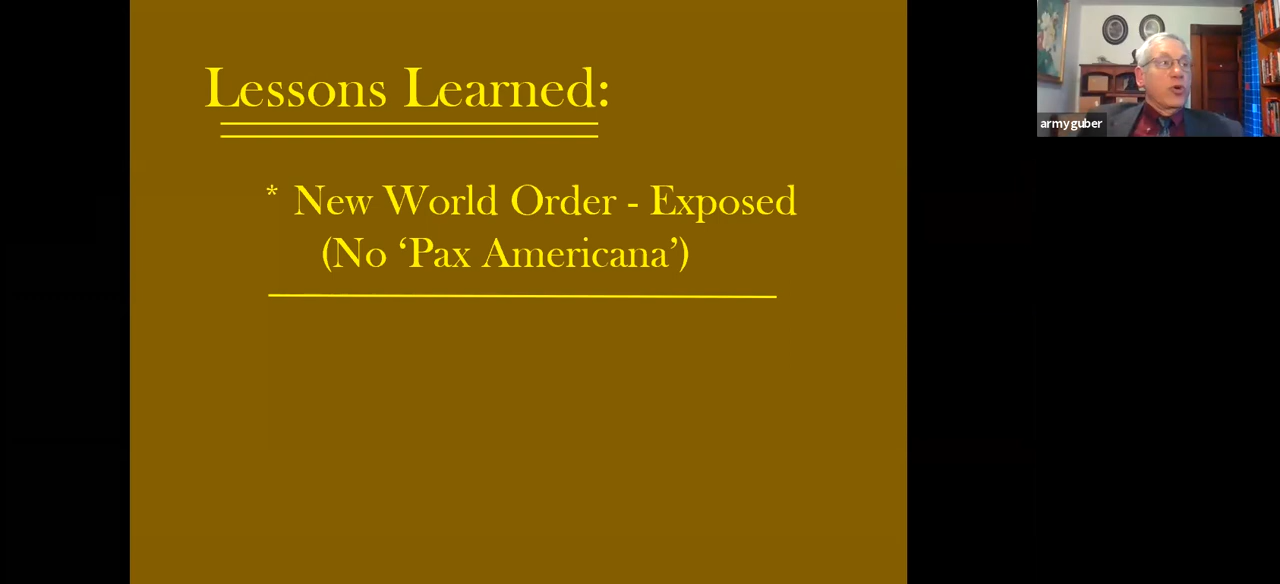 Lessons Learned:
* New World Order - Exposed
(No ‘Pax Americana’)
armyguber